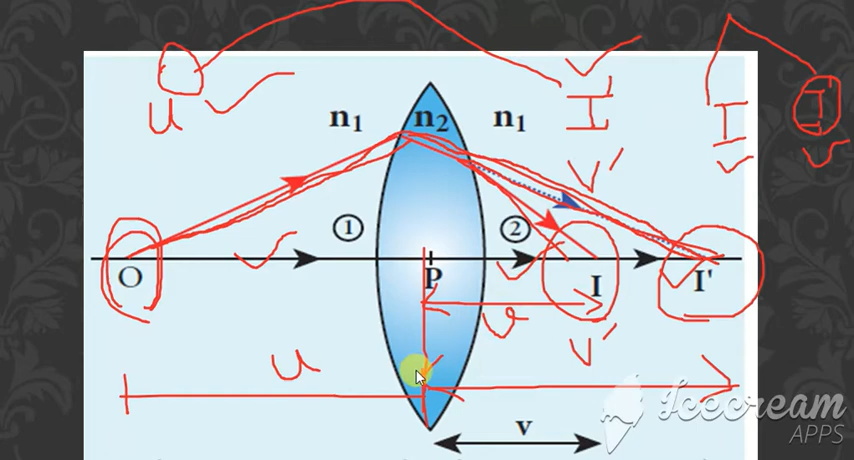 I
u n₁ n₂ n₁ I I I'
v'
① ②
O P I I'
v
u v'
v
Icecream
APPS